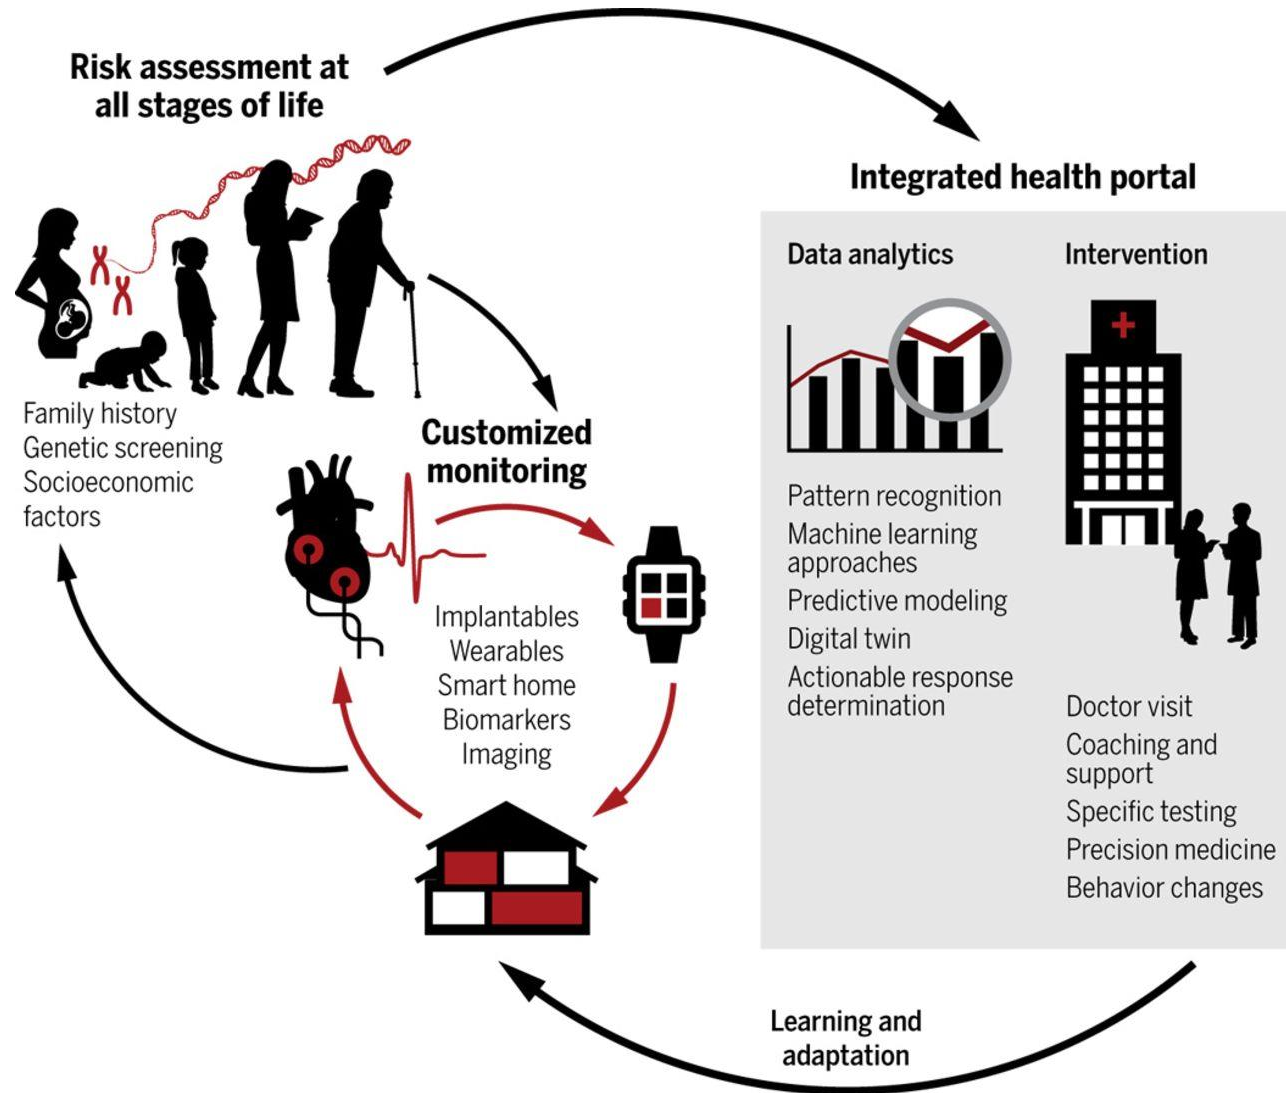 Risk assessment at
all stages of life
Family history
Genetic screening
Socioeconomic
factors
Customized
monitoring
Implantables
Wearables
Smart home
Biomarkers
Imaging
Integrated health portal
Data analytics
Pattern recognition
Machine learning
approaches
Predictive modeling
Digital twin
Actionable response
determination
Intervention
Doctor visit
Coaching and
support
Specific testing
Precision medicine
Behavior changes
Learning and
adaptation